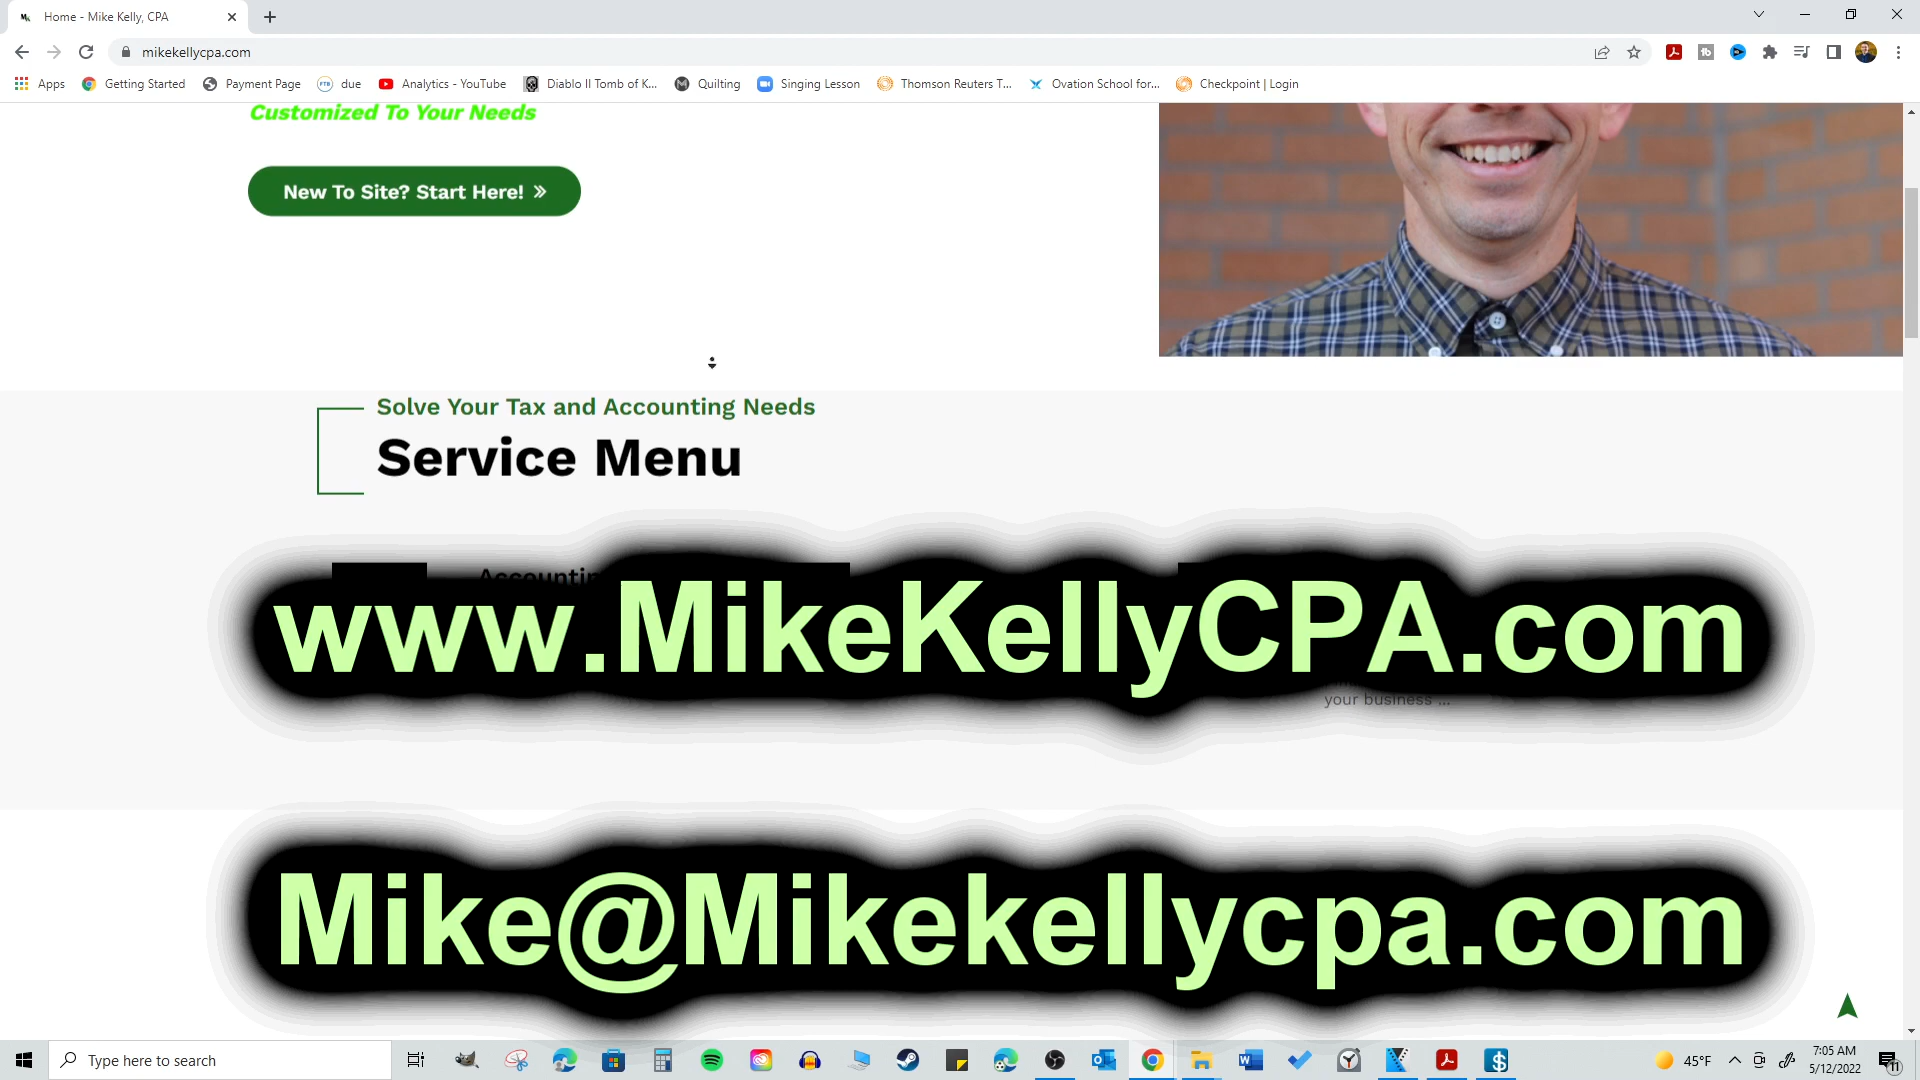 Home - Mike Kelly, CPA
mikekellycpa.com
Apps
Getting Started
Payment Page
FTB
due
Analytics - YouTube
Diablo II Tomb of K...
Quilting
Singing Lesson
Thomson Reuters T...
Ovation School for...
Checkpoint | Login
Customized To Your Needs
New To Site? Start Here! »
Solve Your Tax and Accounting Needs
Service Menu
www.MikeKellyCPA.com
your business ...
Mike@Mikekellycpa.com
Type here to search
45°F
7:05 AM
5/12/2022
11